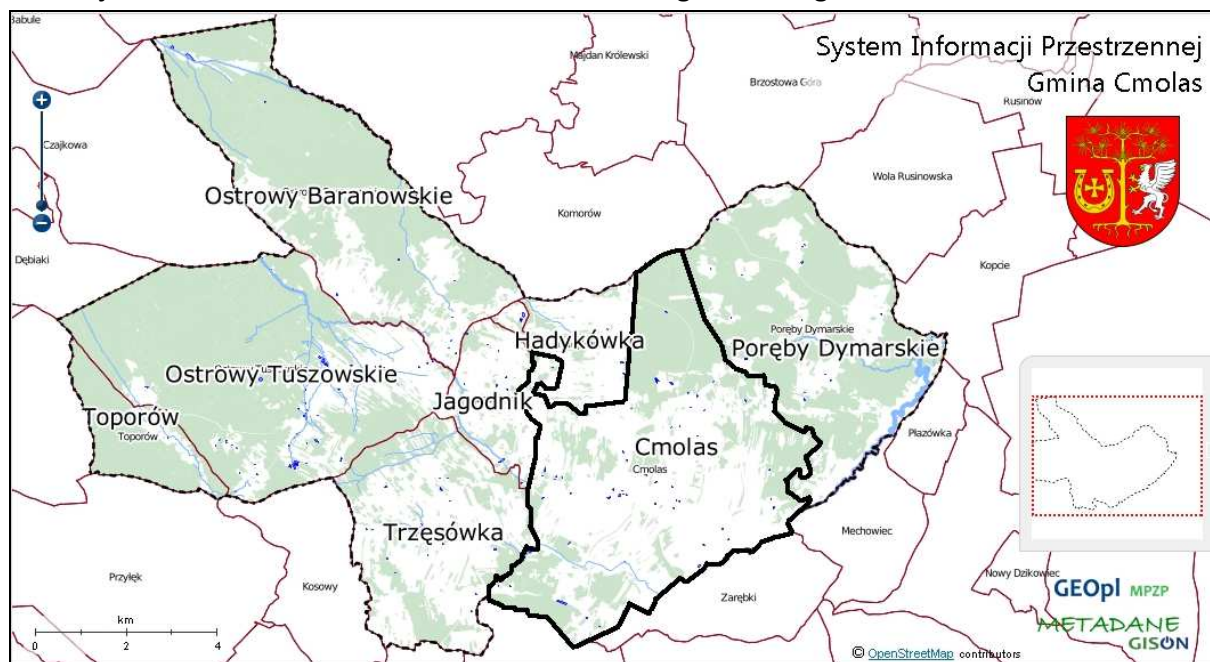 Babule
Majdan Królewski
System Informacji Przestrzennej
Gmina Cmolas
Brzostowa Góra
Rusinów
Czajkowa
Wola Rusinowska
Ostrowy Baranowskie
Komorów
Dębiaki
Kopcie
Hadykówka
Poręby Dymarskie
Poręby Dymarskie
Ostrowy Tuszowskie
Jagodnik
Toporów
Toporów
Płazówka
Cmolas
Cmolas
Trzęsówka
Mechowiec
Przyłęk
Kosowy
Zarębki
Nowy Dzikowiec
GEOpl MPZP
METADANE
GISON
km
0 2 4
© OpenStreetMap contributors